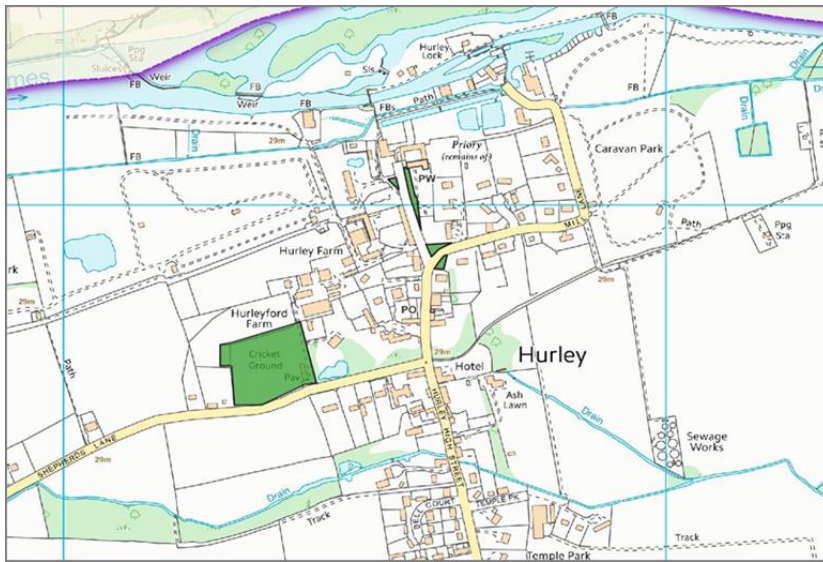 Ppg
Sta
Sluices
mes
Weir
FB
FB
Weir
FB
Sls
FBs
Path
Hurley
Lock
FB
Drain
Drain
Drain
Drain
29m
FB
Priory
(remains of)
PW
Caravan Park
MILL
LANE
Path
Ppg
Sta
29m
Hurley Farm
rk
29m
Hurleyford
Farm
PO
Cricket
Ground
Pav
Path
29m
Hurley
Hotel
Ash
Lawn
Drain
SHEPHERDS LANE
29m
HURLEY HIGH STREET
Sewage
Works
Drain
Track
DELL COURT
TEMPLE PK
Temple Park
Track